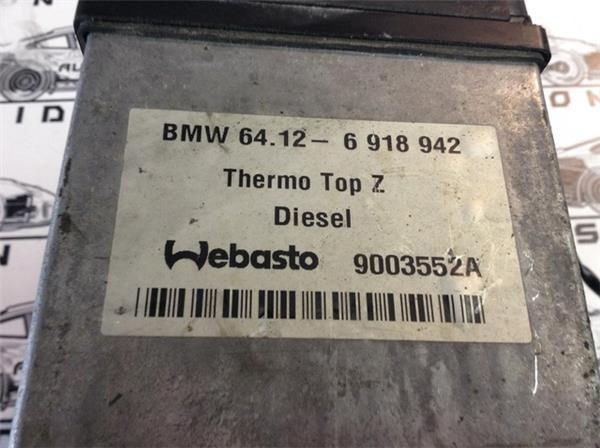 BMW 64.12 – 6 918 942
Thermo Top Z
Diesel
Webasto 9003552A